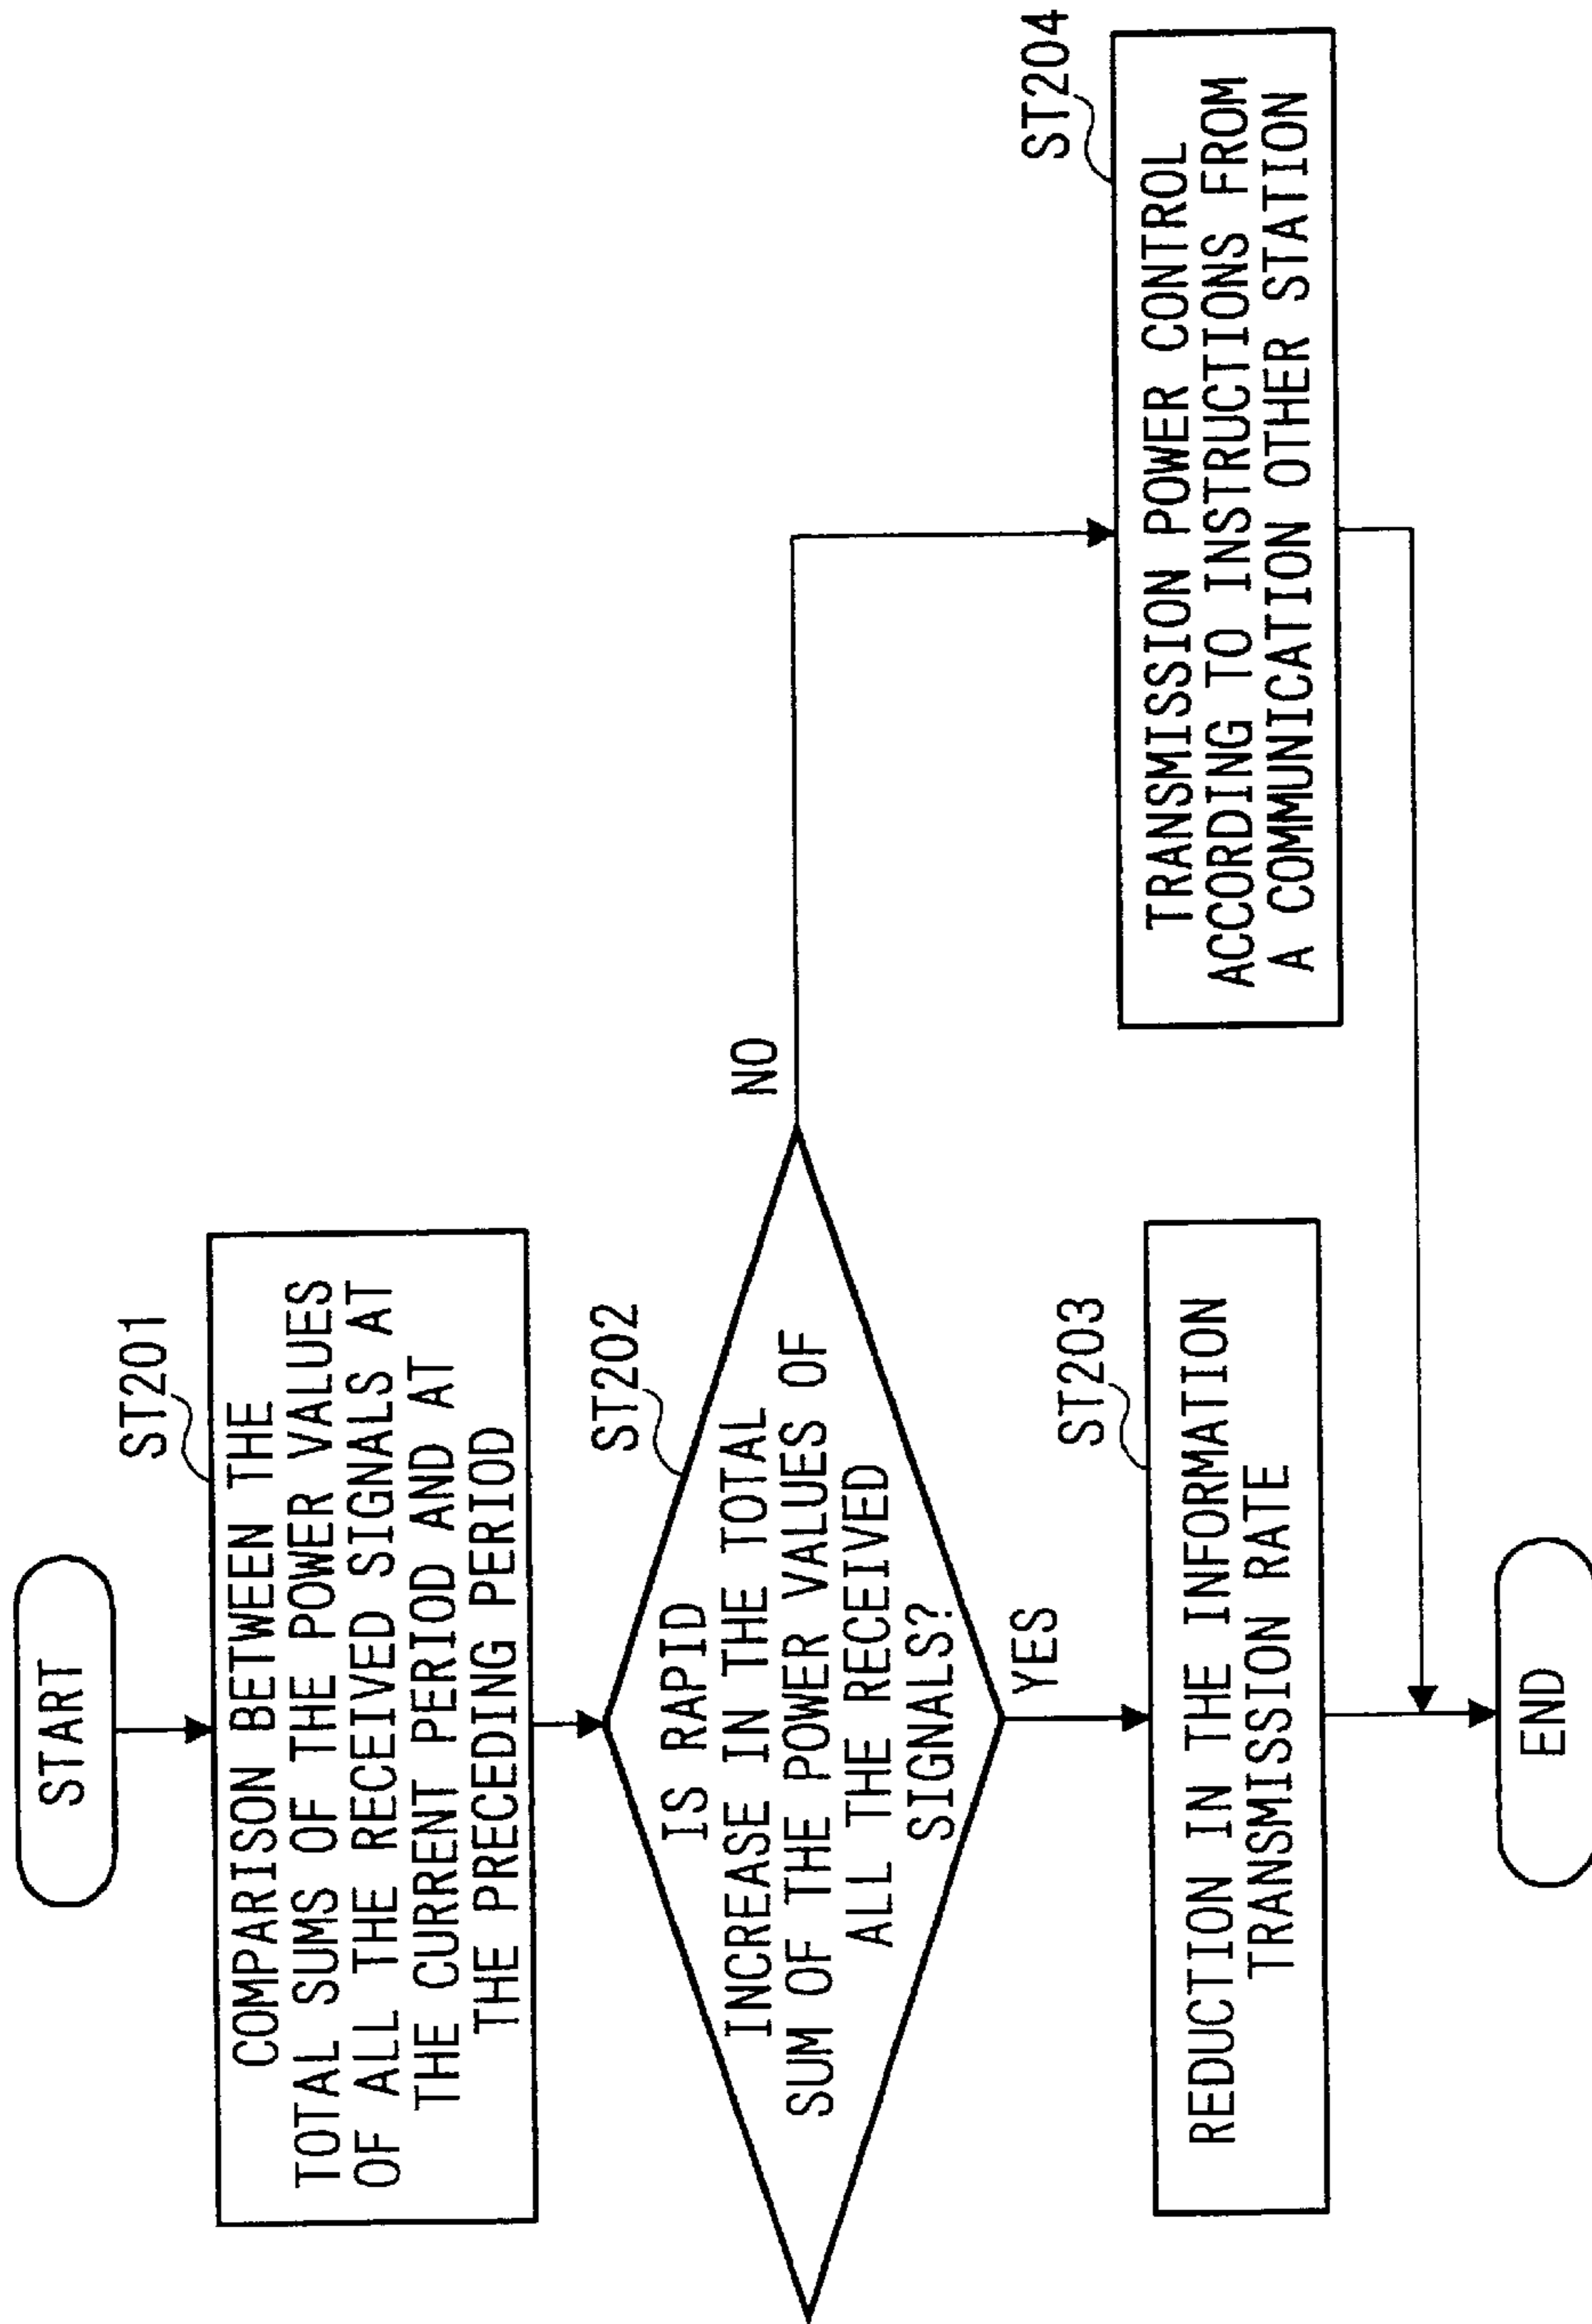 START
ST201
COMPARISON BETWEEN THE
TOTAL SUMS OF THE POWER VALUES
OF ALL THE RECEIVED SIGNALS AT
THE CURRENT PERIOD AND AT
THE PRECEDING PERIOD
ST202
IS RAPID
INCREASE IN THE TOTAL
SUM OF THE POWER VALUES OF
ALL THE RECEIVED
SIGNALS?
NO
YES
ST203
REDUCTION IN THE INFORMATION
TRANSMISSION RATE
ST204
TRANSMISSION POWER CONTROL
ACCORDING TO INSTRUCTIONS FROM
A COMMUNICATION OTHER STATION
END